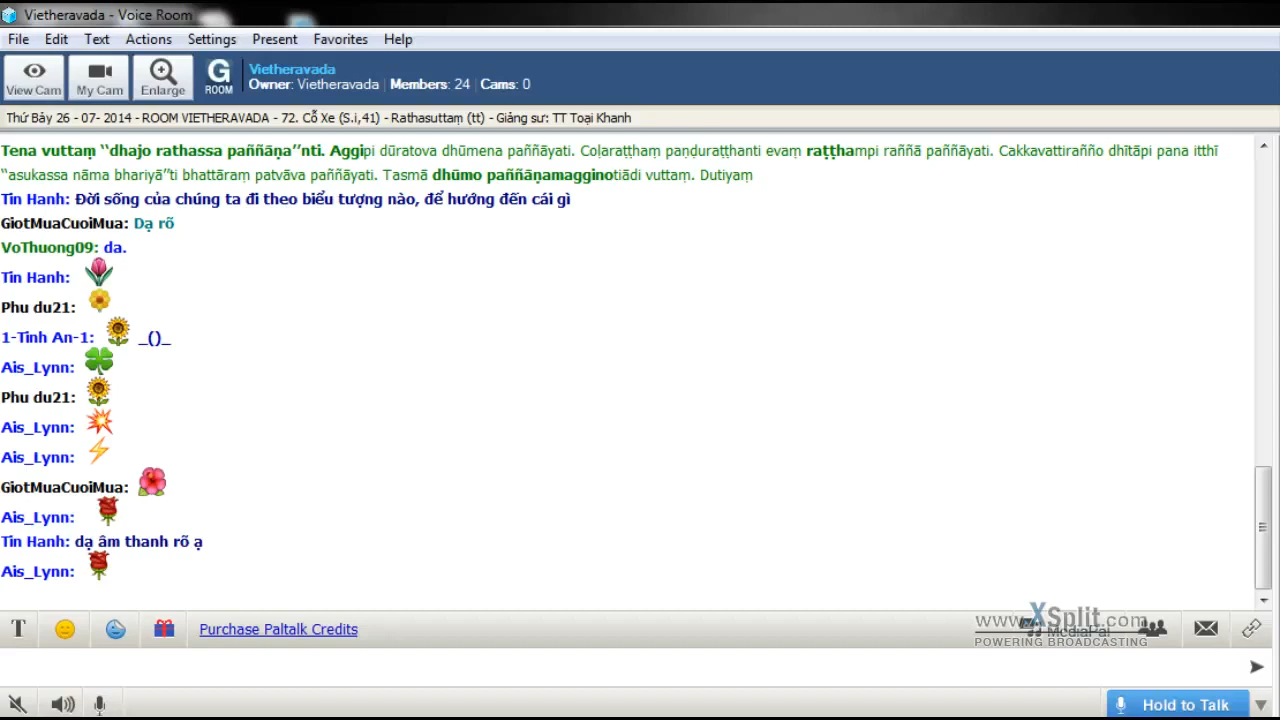 Vietheravada - Voice Room
File Edit Text Actions Settings Present Favorites Help
View Cam My Cam Enlarge G ROOM
Vietheravada
Owner: Vietheravada | Members: 24 | Cams: 0
Thứ Bảy 26 - 07- 2014 - ROOM VIETHERAVADA - 72. Cỗ Xe (S.i,41) - Rathasuttaṃ (tt) - Giảng sư: TT Toại Khanh
Tena vuttaṃ “dhajo rathassa paññāṇa”nti. Aggipi dūratova dhūmena paññāyati. Coḷaraṭṭhaṃ paṇḍuraṭṭhanti evaṃ raṭṭhampi raññā paññāyati. Cakkavattirañño dhītāpi pana itthī
“asukassa nāma bhariyā”ti bhattāraṃ patvāva paññāyati. Tasmā dhūmo paññāṇamagginotiādi vuttaṃ. Dutiyaṃ
Tin Hanh: Đời sống của chúng ta đi theo biểu tượng nào, để hướng đến cái gì
GiotMuaCuoiMua: Dạ rõ
VoThuong09: da.
Tin Hanh:
Phu du21:
1-Tinh An-1: _()_
Ais_Lynn:
Phu du21:
Ais_Lynn:
Ais_Lynn:
GiotMuaCuoiMua:
Ais_Lynn:
Tin Hanh: dạ âm thanh rõ ạ
Ais_Lynn:
T Purchase Paltalk Credits
www.XSplit.com
MediaPal
POWERING BROADCASTING
Hold to Talk